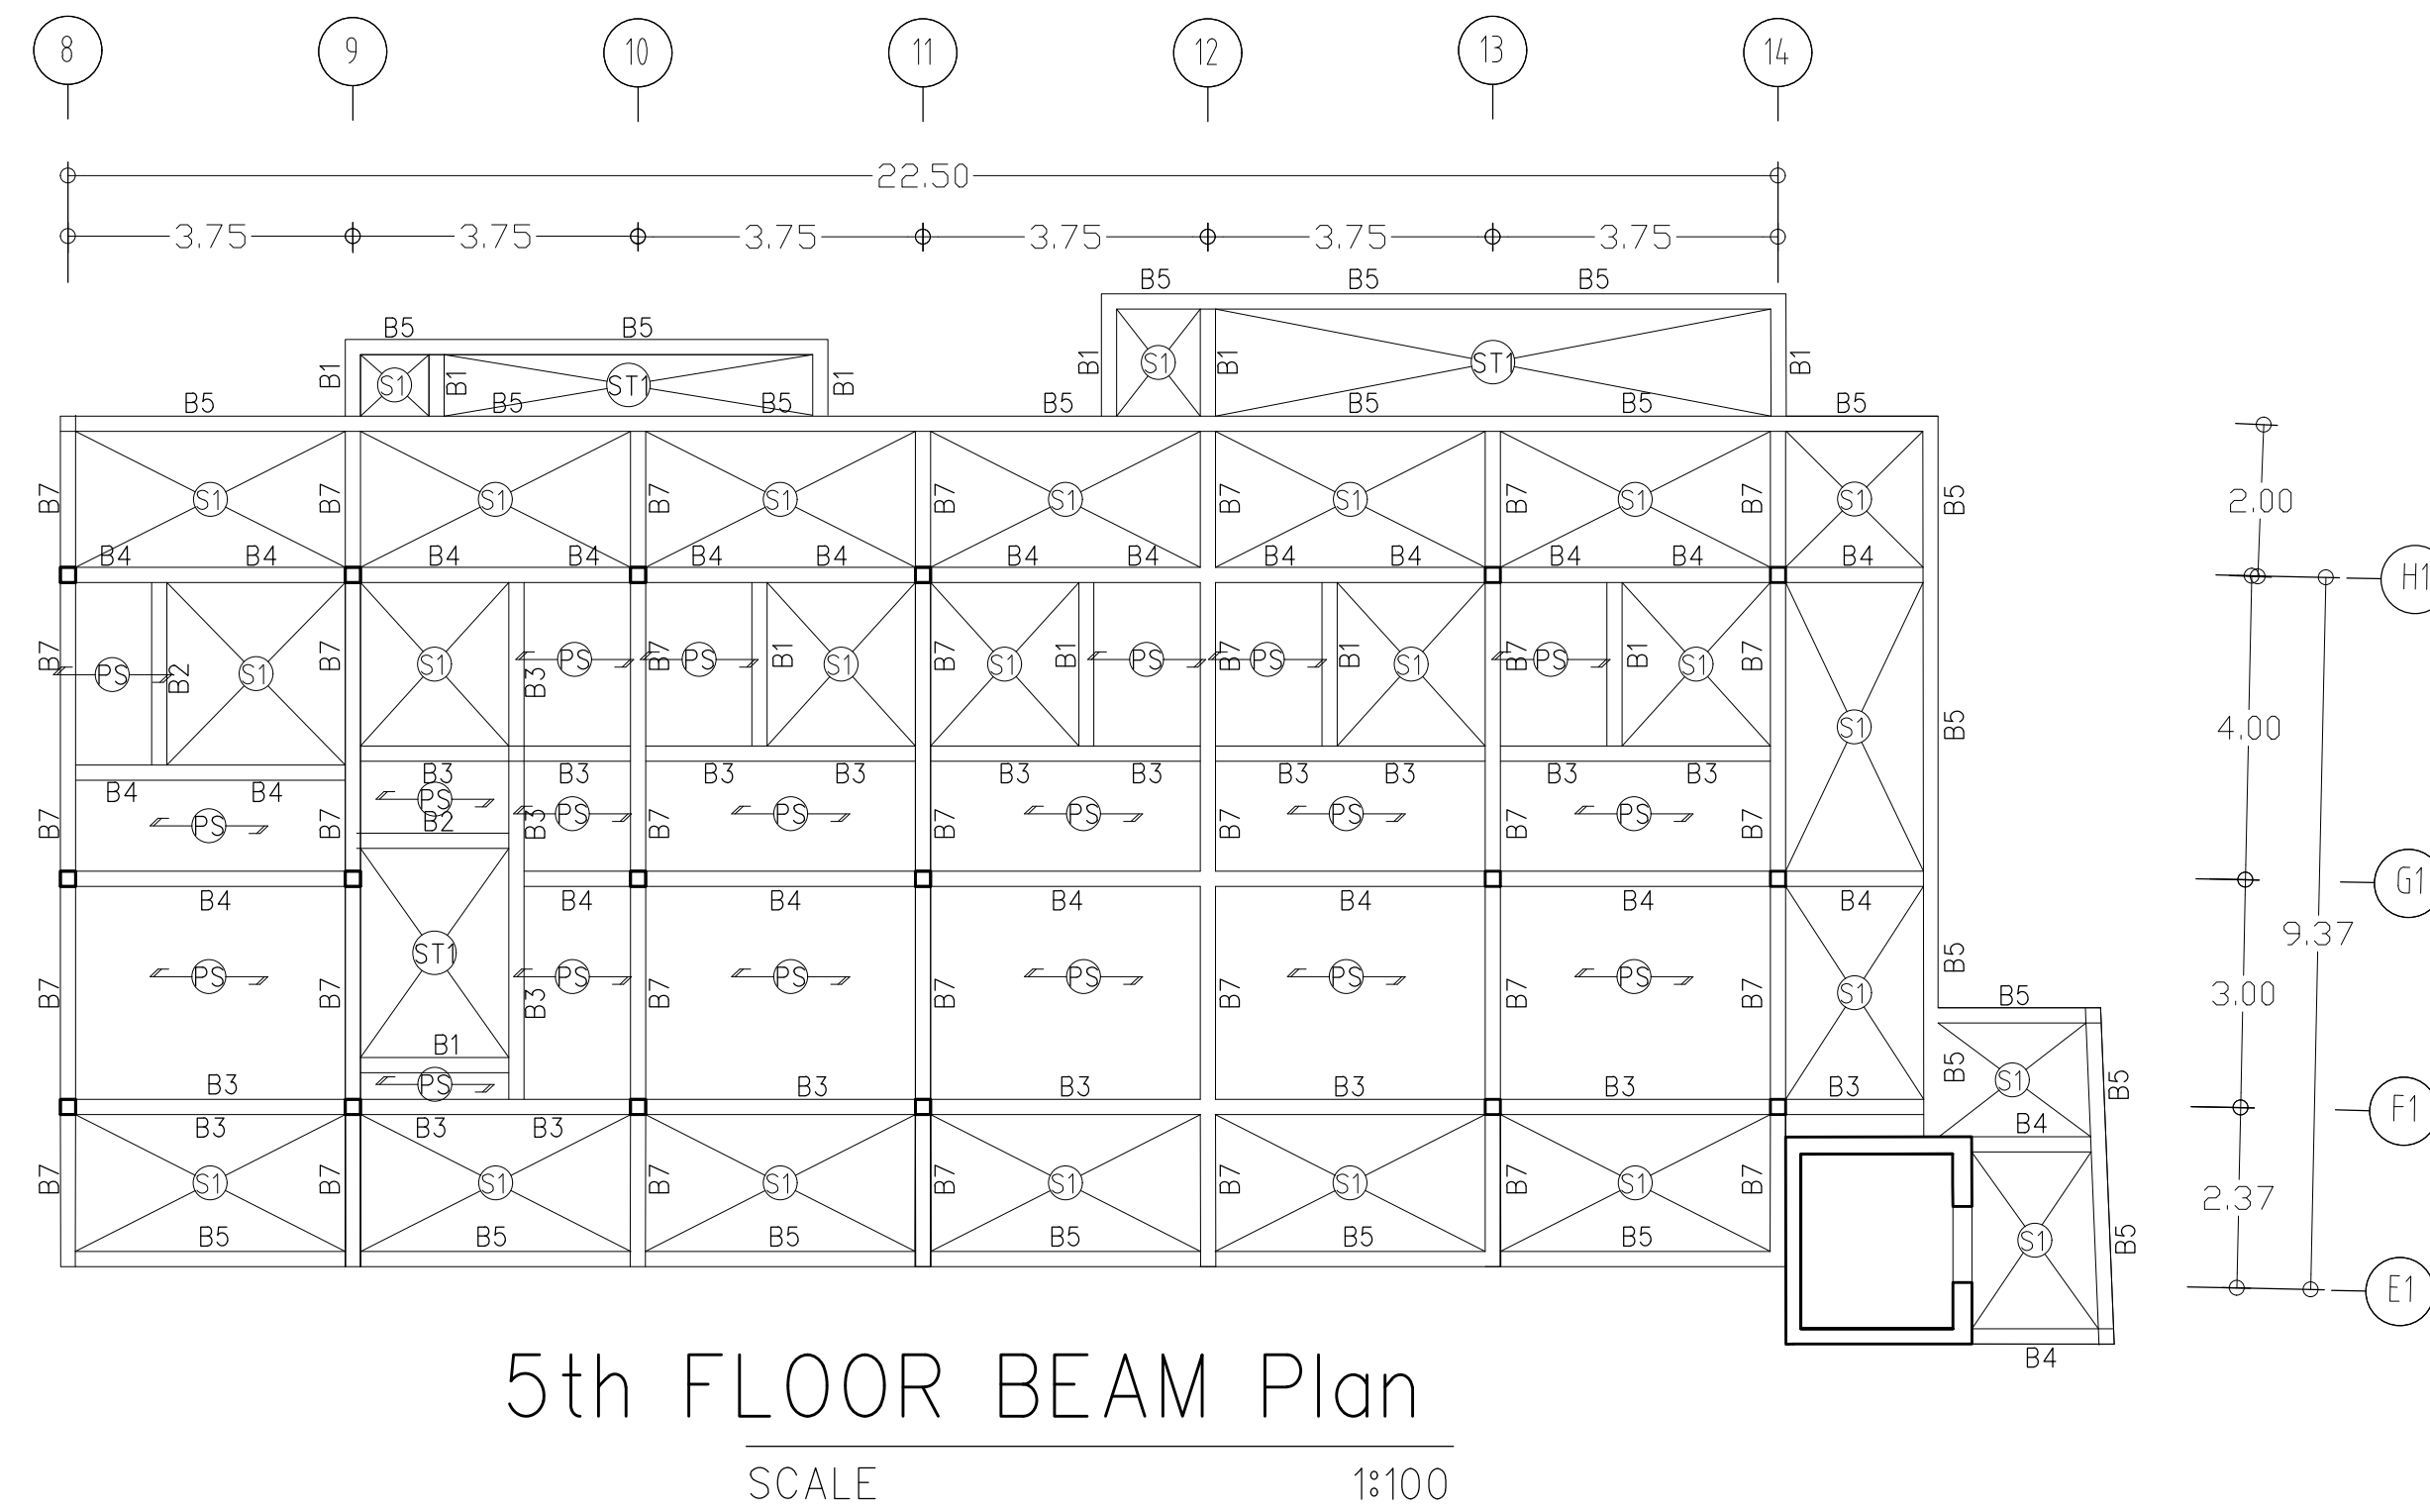 8 9 10 11 12 13 14
22.50
3.75 3.75 3.75 3.75 3.75 3.75
B5 B5 B5
B5 B5
B1 S1 B1 ST1 B1 B1 S1 B1 ST1 B1
B5 B5 B5 B5 B5 B5 B5
B7 S1 B7 S1 B7 S1 B7 S1 B7 S1 B7 S1 B7 S1 B5 2.00
B4 B4 B4 B4 B4 B4 B4 B4 B4 B4 B4 B4 B4
H1
B7 PS B2 S1 B7 S1 B3 PS B7 PS B1 S1 B7 S1 B1 PS B7 PS B1 S1 B7 PS B1 S1 B7
S1 B5 4.00
B3 B3 B3 B3 B3 B3 B3 B3 B3 B3
B4 B4
B7 PS B7 PS B2 B3 PS B7 PS B7 PS B7 PS B7 PS B7
G1
B4 B4 B4 B4 B4 B4 B4
9.37
B7 PS B7 ST1 B3 PS B7 PS B7 PS B7 PS B7 PS B7 S1 B5 3.00
B5
B1
B3 PS B3 B3 B3 B3 B3 B5 S1 B5
F1
B3 B3 B3 B4
B7 S1 B7 S1 B7 S1 B7 S1 B7 S1 B7 S1 B7 2.37
B5 B5 B5 B5 B5 B5 S1 B5
E1
B4
5th FLOOR BEAM Plan
SCALE 1:100